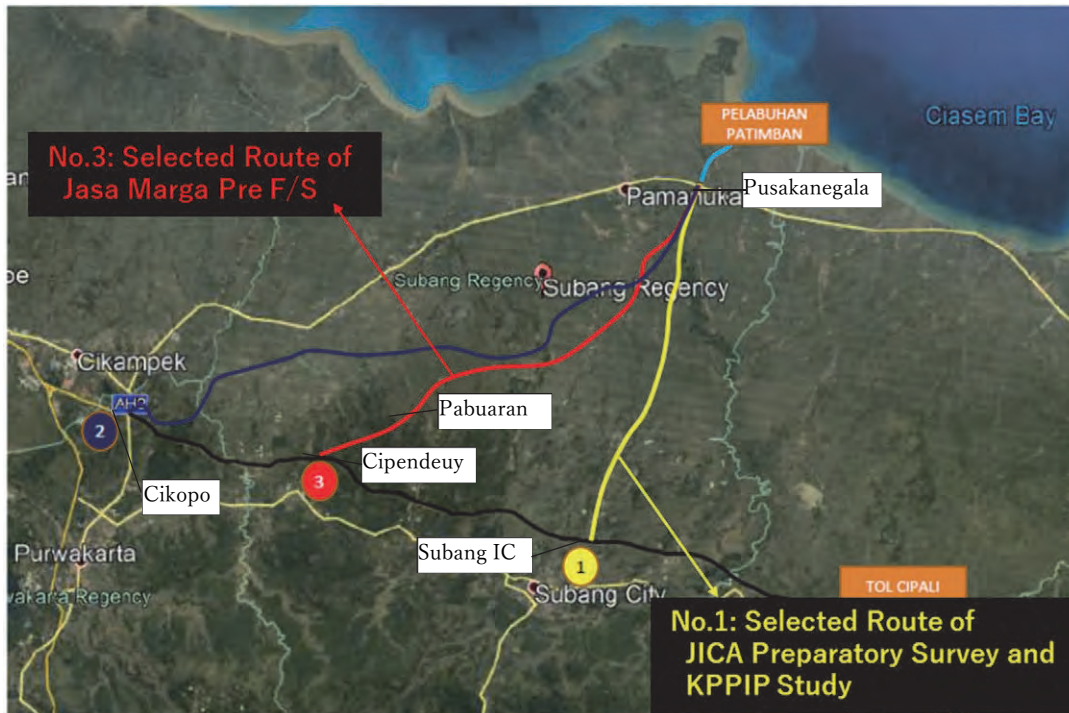 PELABUHAN
PATIMBAN
Ciasem Bay
No.3: Selected Route of
Jasa Marga Pre F/S
Pamanuka
Pusakanegala
Subang Regency
Subang Regency
Cikampek
AH2
Pabuaran
2
Cipendeuy
3
Cikopo
Purwakarta
Subang IC
1
Subang City
TOL CIPALI
No.1: Selected Route of
JICA Preparatory Survey and
KPPIP Study